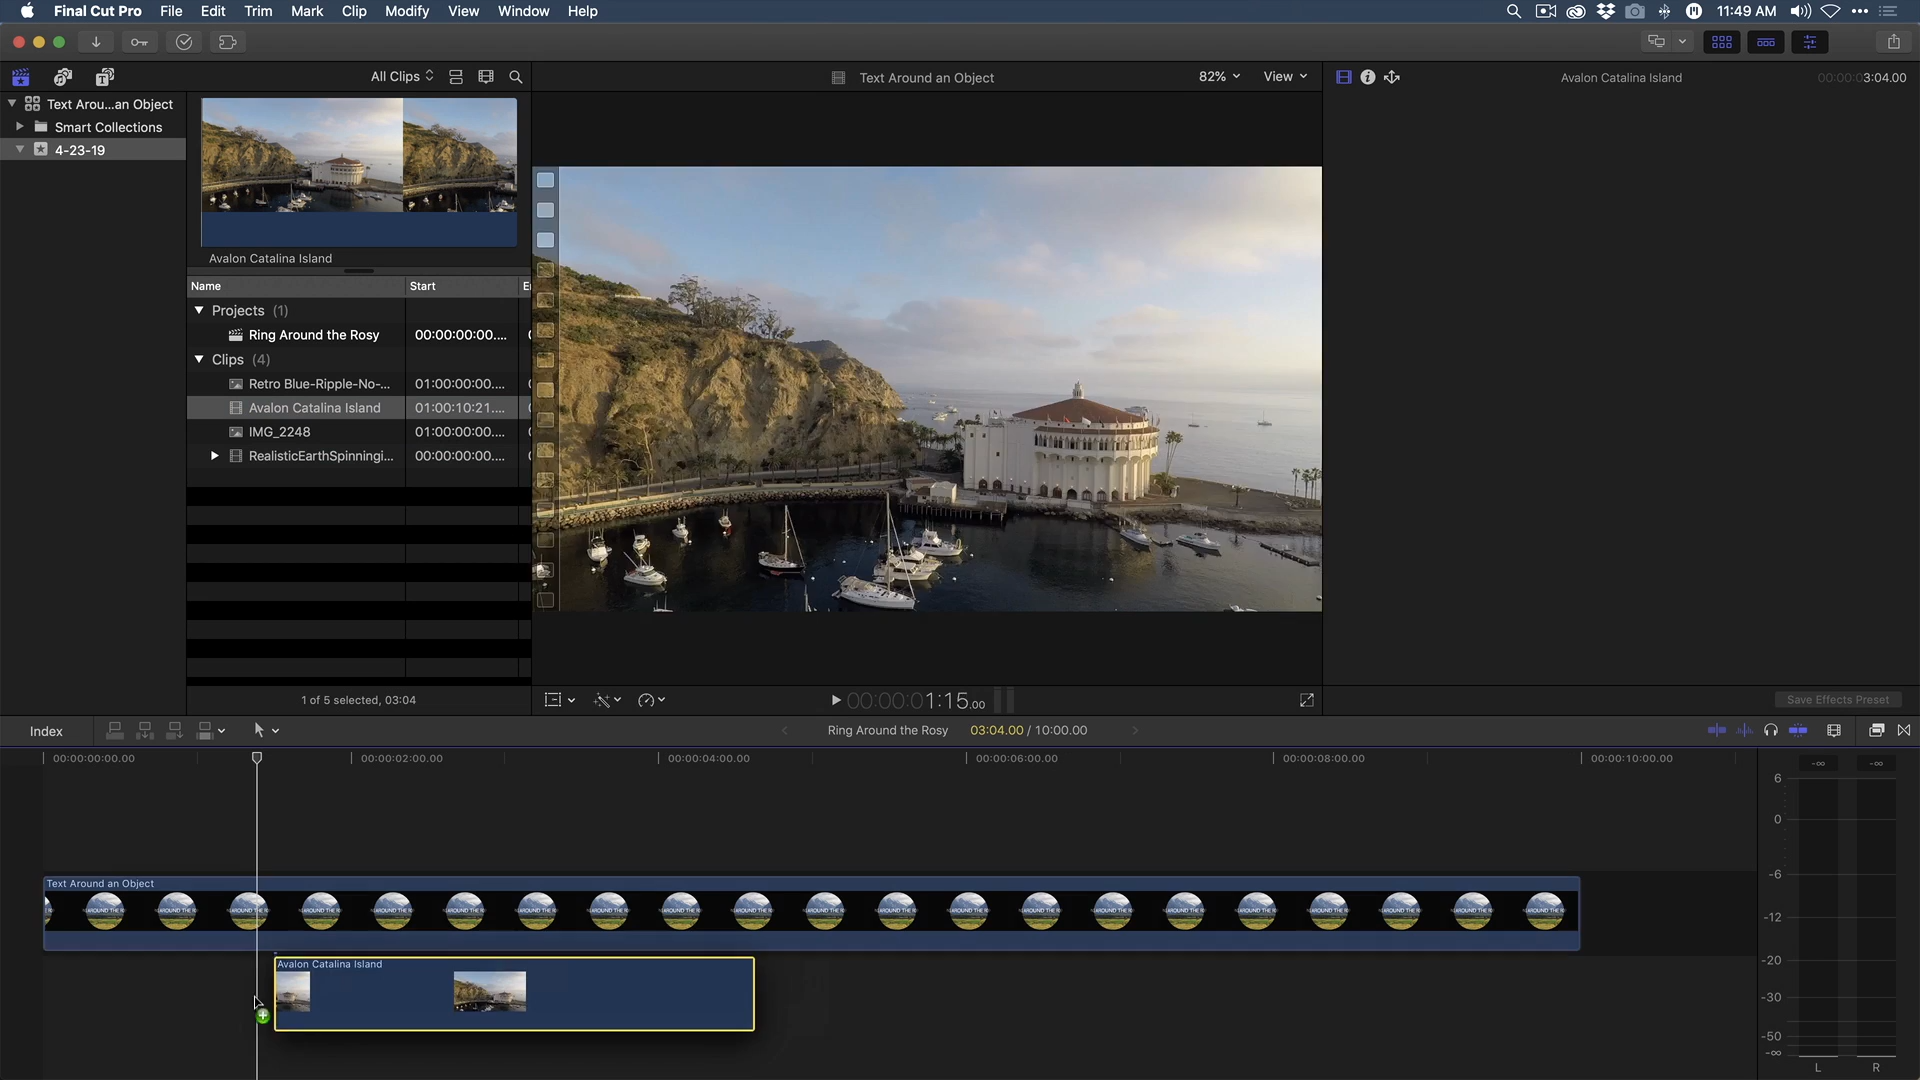 Final Cut Pro File Edit Trim Mark Clip Modify View Window Help 11:49 AM
All Clips Text Around an Object 82% View Avalon Catalina Island 00:00:03:04.00
Text Arou...an Object
Smart Collections
4-23-19
Avalon Catalina Island
Name Start
Projects (1)
Ring Around the Rosy 00:00:00:00....
Clips (4)
Retro Blue-Ripple-No-... 01:00:00:00....
Avalon Catalina Island 01:00:10:21....
IMG_2248 01:00:00:00....
RealisticEarthSpinningi... 00:00:00:00....
1 of 5 selected, 03:04 00:00:01:15.00 Save Effects Preset
Index Ring Around the Rosy 03:04.00 / 10:00.00
00:00:00:00.00 00:00:02:00.00 00:00:04:00.00 00:00:06:00.00 00:00:08:00.00 00:00:10:00.00
-∞ -∞
6
0
-6
-12
-20
-30
-50
-∞
L R
Text Around an Object
Avalon Catalina Island